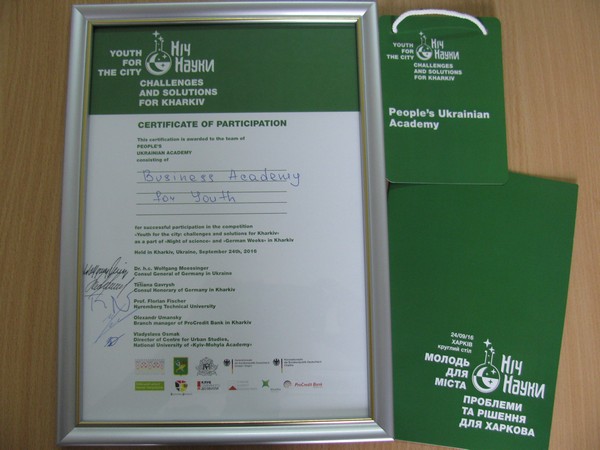 YOUTH
FOR
THE CITY
Ніч
Науки
CHALLENGES
AND SOLUTIONS
FOR KHARKIV
CERTIFICATE OF PARTICIPATION
This certification is awarded to the team of
PEOPLE'S
UKRAINIAN ACADEMY
consisting of
Business Academy
for Youth
for successful participation in the competition
«Youth for the city: challenges and solutions for Kharkiv»
as a part of «Night of science» and «German Weeks» in Kharkiv
Held in Kharkiv, Ukraine, September 24th, 2016
Dr. h.c. Wolfgang Moessinger
Consul General of Germany in Ukraine
Tetiana Gavrysh
Consul Honorary of Germany in Kharkiv
Prof. Florian Fischer
Nuremberg Technical University
Olexandr Umansky
Branch manager of ProCredit Bank in Kharkiv
Vladyslava Osmak
Director of Centre for Urban Studies,
National University of «Kyiv-Mohyla Academy»
ProCredit Bank
YOUTH
FOR
THE CITY
Ніч
Науки
CHALLENGES
AND SOLUTIONS
FOR KHARKIV
People's Ukrainian
Academy
24/09/16
ХАРКІВ
круглий стіл
МОЛОДЬ
ДЛЯ
МІСТА
Ніч
Науки
ПРОБЛЕМИ
ТА РІШЕННЯ
ДЛЯ ХАРКОВА